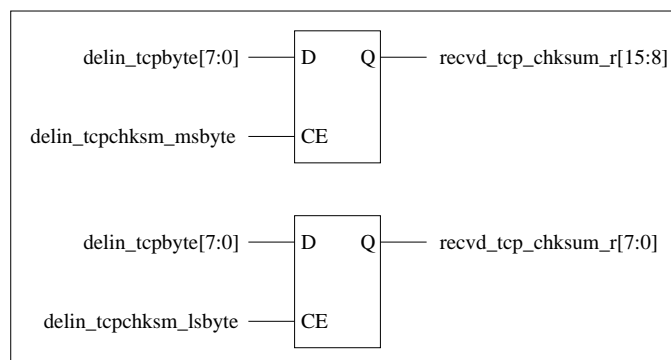 delin_tcpbyte[7:0] D Q recvd_tcp_chksum_r[15:8]
delin_tcpchksm_msbyte CE
delin_tcpbyte[7:0] D Q recvd_tcp_chksum_r[7:0]
delin_tcpchksm_lsbyte CE